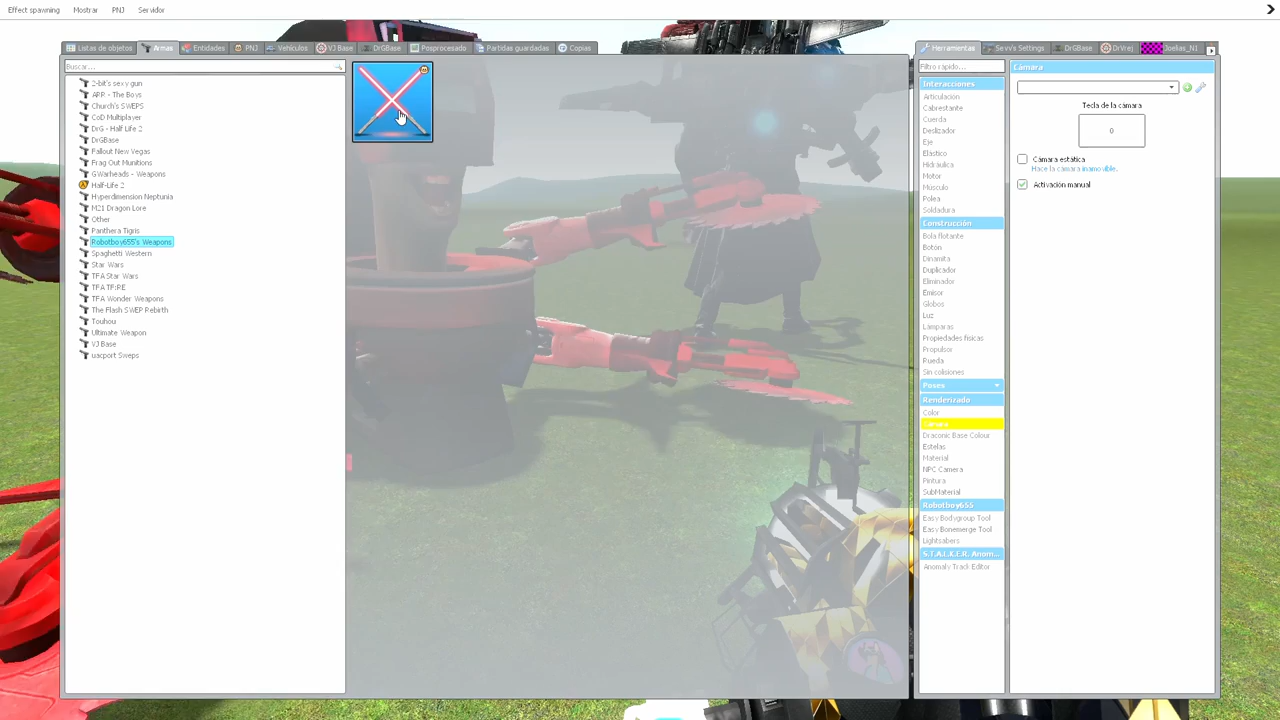 Effect spawning Mostrar PNJ Servidor
Listas de objetos Armas Entidades PNJ Vehículos VJ Base DrGBase Posprocesado Partidas guardadas Copias
Buscar...
2-bit's sexy gun
ARR - The Boys
Church's SWEPS
CoD Multiplayer
DrG - Half Life 2
DrGBase
Fallout New Vegas
Frag Out Munitions
GWarheads - Weapons
Half-Life 2
Hyperdimension Neptunia
M21 Dragon Lore
Other
Panthera Tigris
Robotboy655's Weapons
Spaghetti Western
Star Wars
TFA Star Wars
TFA TF:RE
TFA Wonder Weapons
The Flash SWEP Rebirth
Touhou
Ultimate Weapon
VJ Base
uacport Sweps
Herramientas Sevv's Settings DrGBase DrVrej Joelias_NI
Filtro rápido...
Interacciones
Articulación
Cabrestante
Cuerda
Deslizador
Eje
Elástico
Hidráulica
Motor
Músculo
Polea
Soldadura
Construcción
Bola flotante
Botón
Dinamita
Duplicador
Eliminador
Emisor
Globos
Luz
Lámparas
Propiedades físicas
Propulsor
Rueda
Sin colisiones
Poses
Renderizado
Color
Cámara
Draconic Base Colour
Estelas
Material
NPC Camera
Pintura
SubMaterial
Robotboy655
Easy Bodygroup Tool
Easy Bonemerge Tool
Lightsabers
S.T.A.L.K.E.R. Anom...
Anomaly Track Editor
Cámara
Tecla de la cámara
0
Cámara estática
Hace la cámara inamovible.
Activación manual